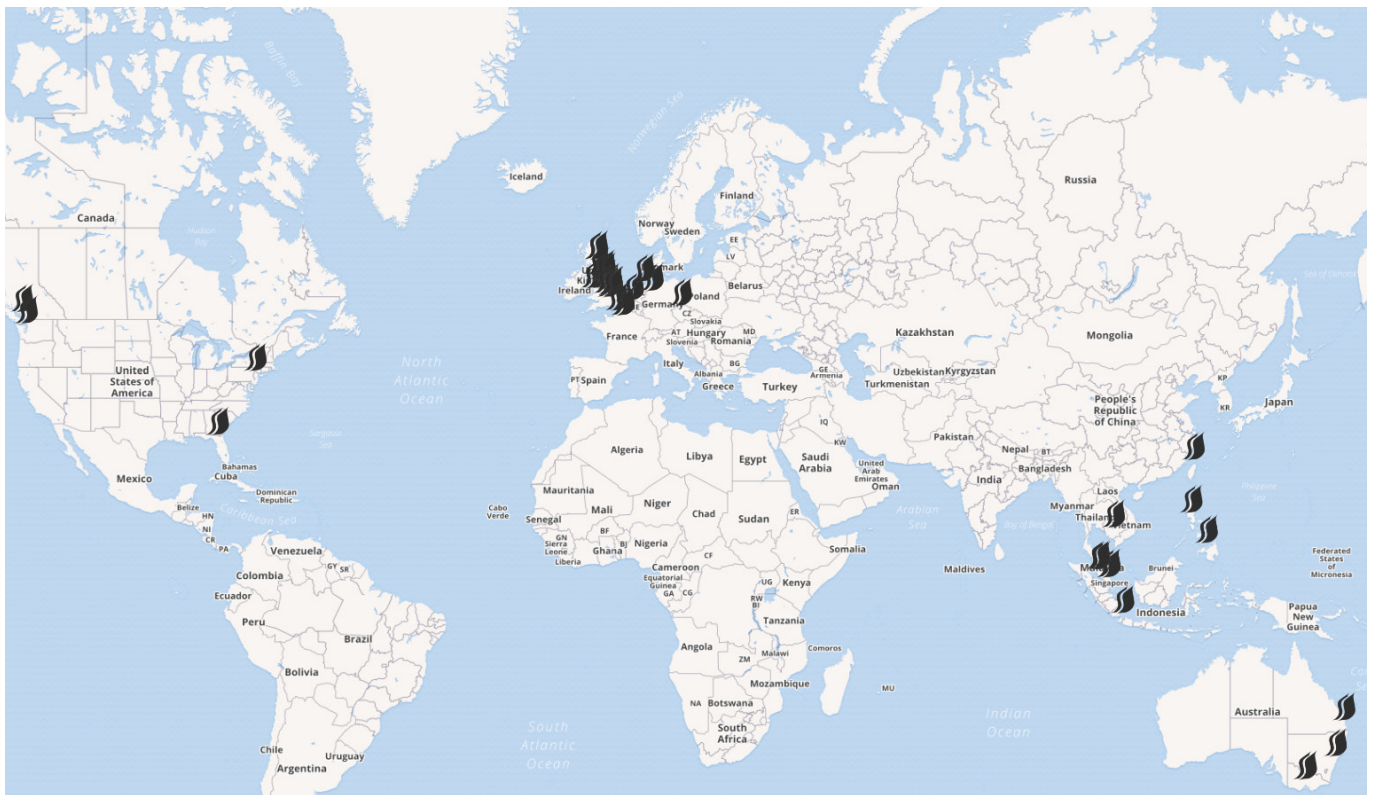 Baffin Bay
Norwegian Sea
Iceland
Russia
Finland
Canada
Norway
Sweden
Hudson
Bay
EE
LV
Sea of Okhotsk
Ireland
Belarus
Poland
Germany
CZ
Slovakia
Kazakhstan
Mongolia
France
AT
Hungary
MD
Slovenia
Romania
North
Atlantic
Ocean
Italy
BG
GE
Armenia
Uzbekistan
Kyrgyzstan
Turkmenistan
United
States of
America
PT
Spain
Albania
Greece
Turkey
KP
KR
Japan
People's
Republic
of China
IQ
KW
Pakistan
Sargasso
Sea
Algeria
Libya
Egypt
Saudi
Arabia
United
Arab
Emirates
Oman
Nepal
BT
Bangladesh
India
Bahamas
Cuba
Mexico
Dominican
Republic
Mauritania
Mali
Niger
Chad
Sudan
ER
Laos
Myanmar
Philippine
Sea
Belize
HN
NI
CR
PA
Caribbean Sea
Cabo
Verde
Senegal
GN
Sierra
Leone
Liberia
BF
Ghana
BJ
Nigeria
Arabian
Sea
Bay of Bengal
Venezuela
GY
SR
Colombia
Cameroon
CF
Equatorial
Guinea
GA
CG
Somalia
UG
Kenya
Maldives
Singapore
Brunei
Federated
States
of
Micronesia
Ecuador
RW
BI
Tanzania
Indonesia
Papua
New
Guinea
Peru
Brazil
Angola
ZM
Malawi
Comoros
Bolivia
Mozambique
MU
NA
Botswana
Australia
South
Atlantic
Ocean
South
Africa
Indian
Ocean
Chile
Uruguay
Argentina